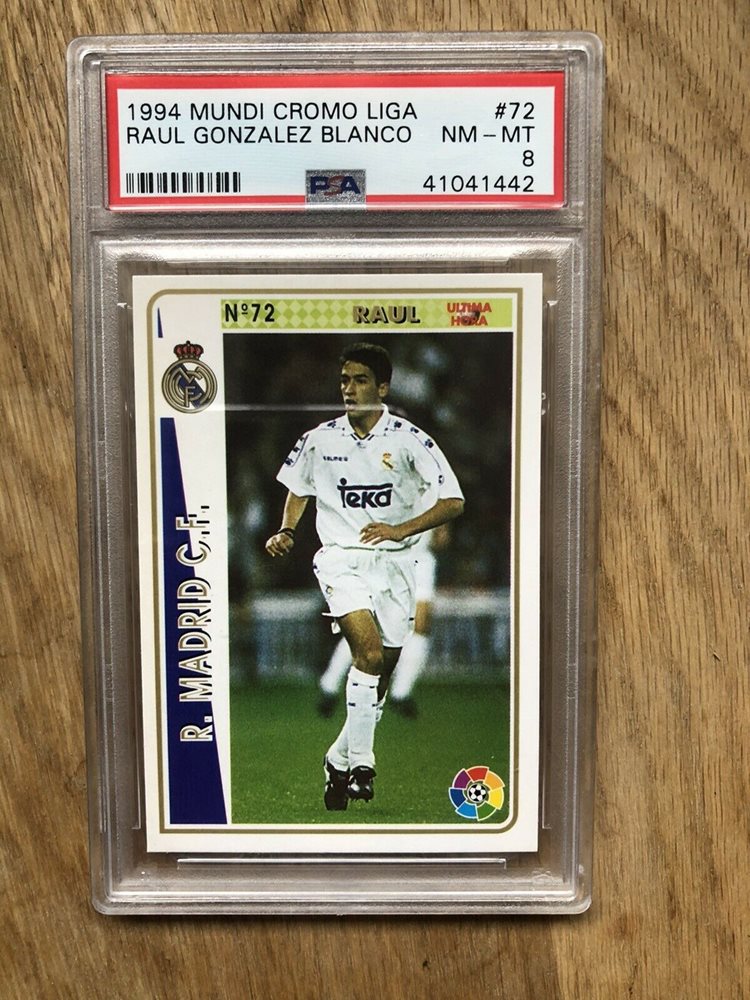 1994 MUNDI CROMO LIGA #72
RAUL GONZALEZ BLANCO NM – MT
8
PSA 41041442
Nº72 RAUL ULTIMA HORA
R. MADRID C.F.
teka